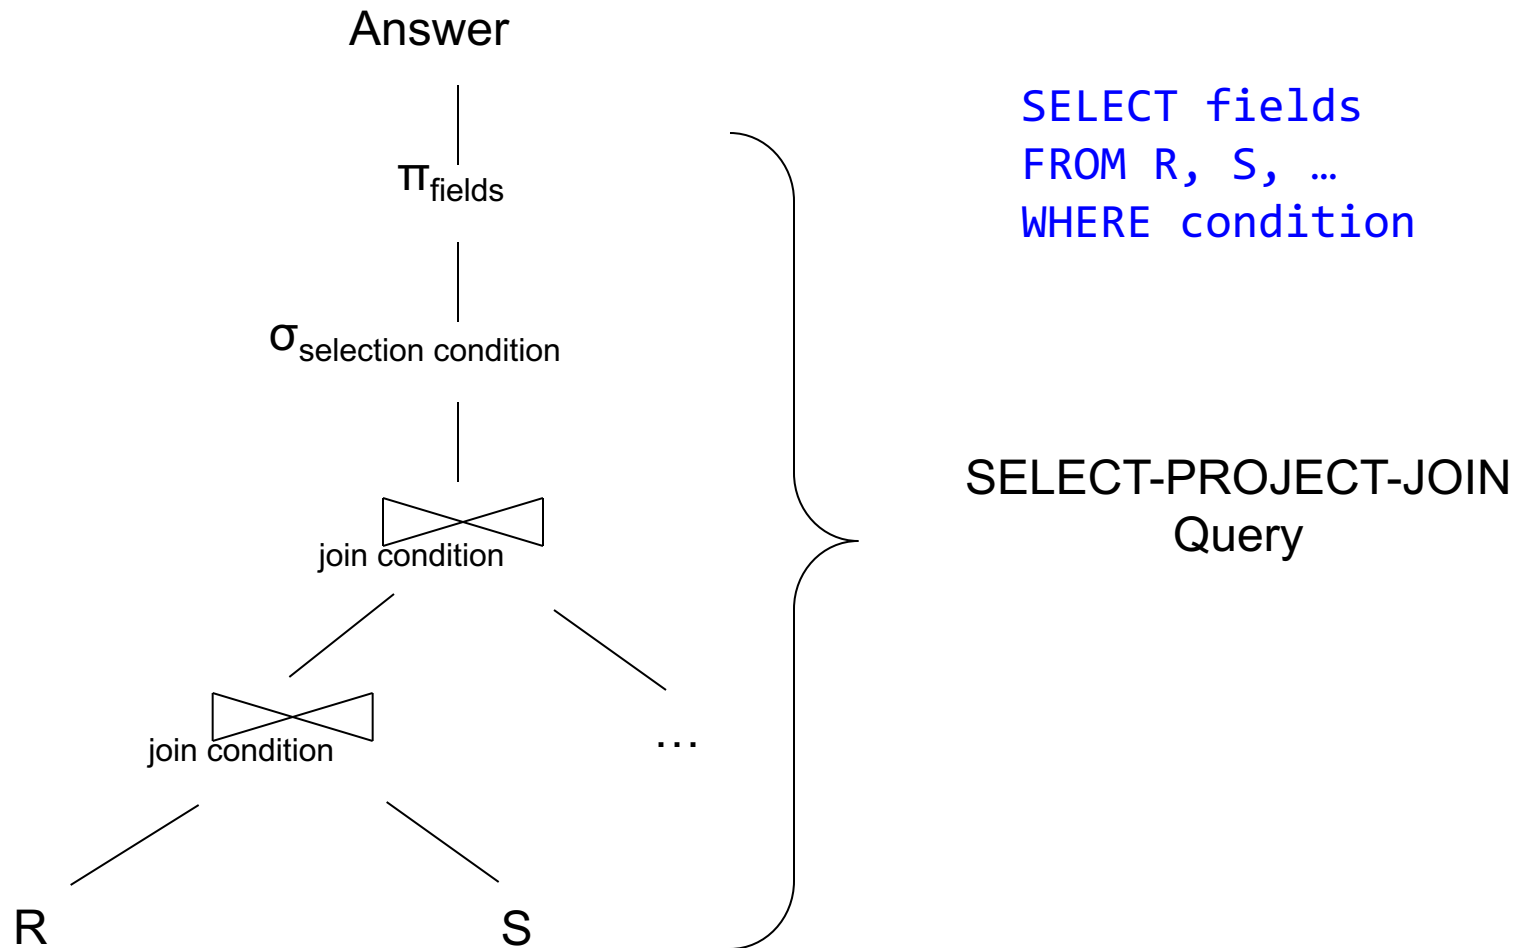 Answer
πfields
σselection condition
join condition
join condition
…
R
S
SELECT fields
FROM R, S, …
WHERE condition
SELECT-PROJECT-JOIN
Query